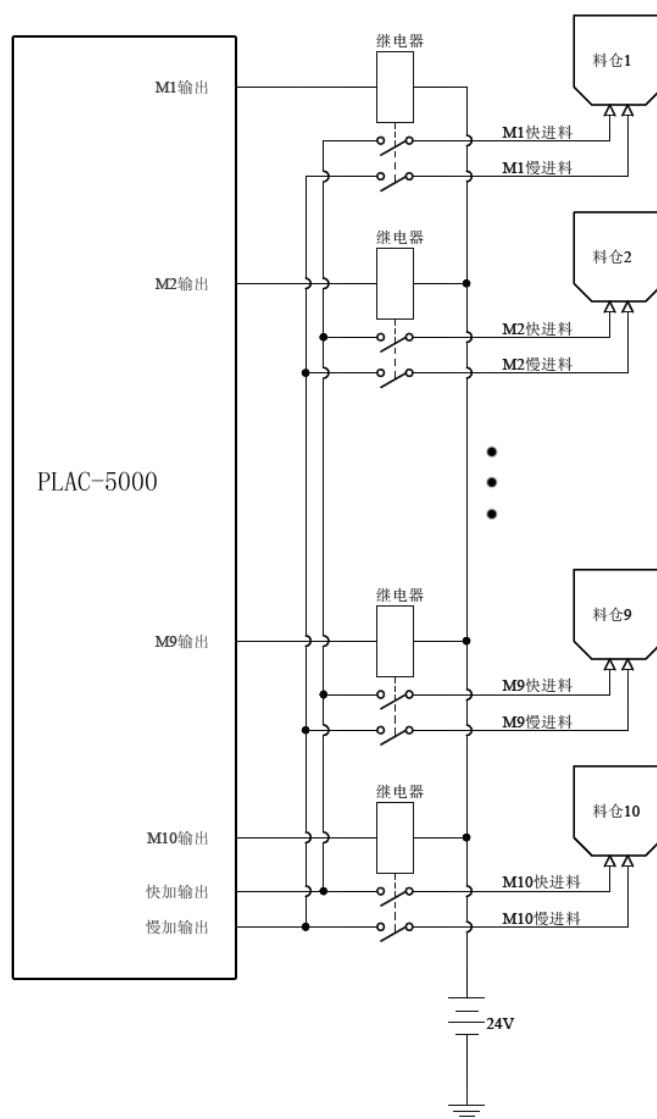 继电器
料仓1
M1输出
M1快进料
M1慢进料
继电器
料仓2
M2输出
M2快进料
M2慢进料
PLAC-5000
继电器
料仓9
M9输出
M9快进料
M9慢进料
继电器
料仓10
M10输出
快加输出
M10快进料
慢加输出
M10慢进料
24V